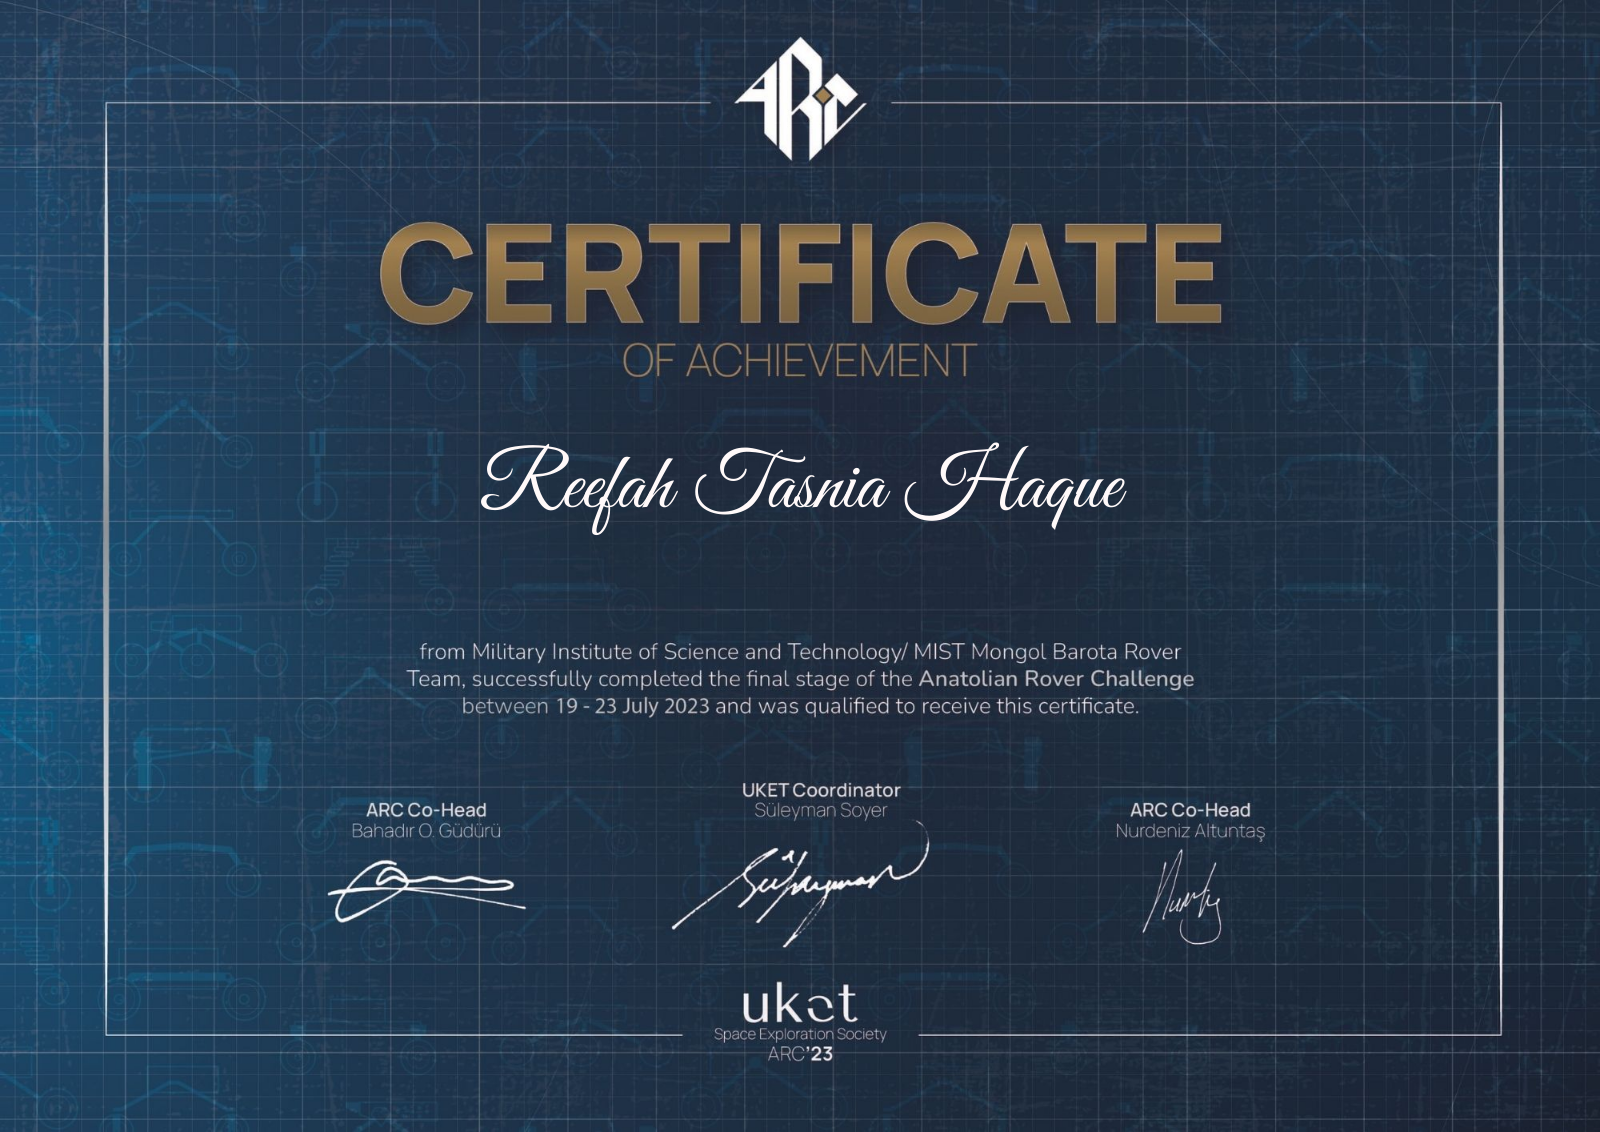 ARC
CERTIFICATE
OF ACHIEVEMENT
Reefah Tasnia Haque
from Military Institute of Science and Technology/ MIST Mongol Barota Rover
Team, successfully completed the final stage of the Anatolian Rover Challenge
between 19 - 23 July 2023 and was qualified to receive this certificate.
UKET Coordinator
Süleyman Soyer
ARC Co-Head
Bahadır O. Güdürü
ARC Co-Head
Nurdeniz Altuntaş
Süleyman
uket
Space Exploration Society
ARC'23